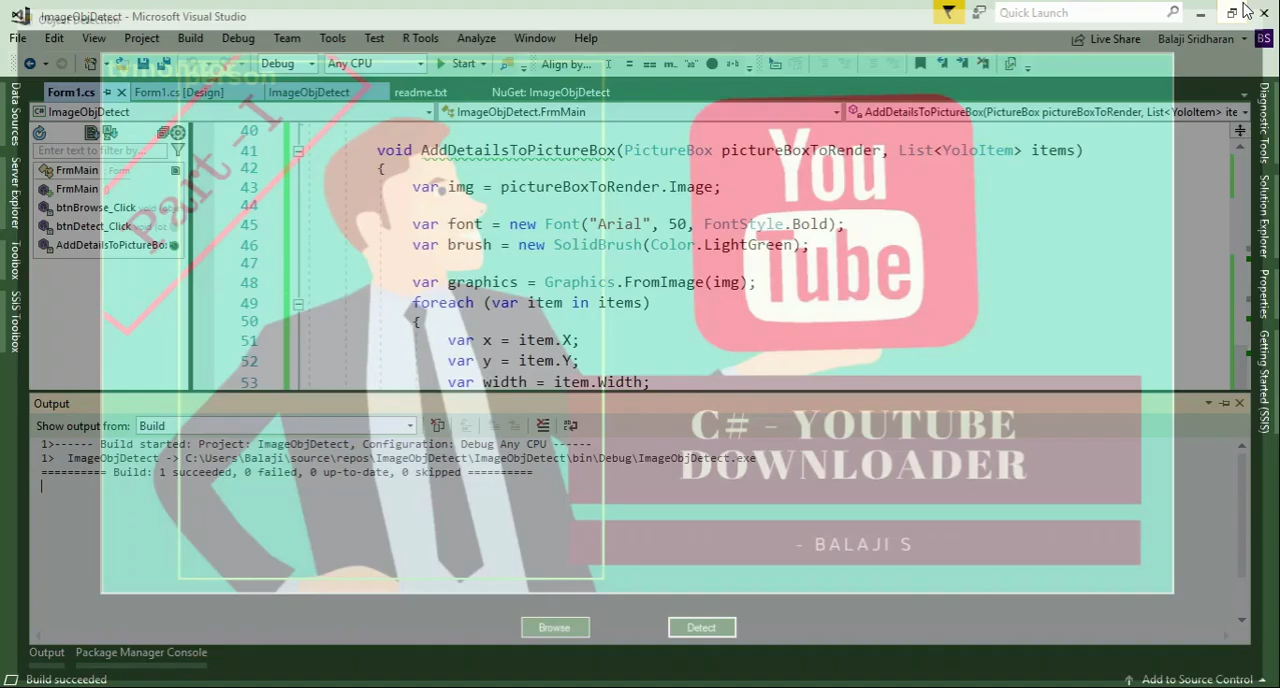 ImageObjDetect - Microsoft Visual Studio
Object Detection
Quick Launch
File Edit View Project Build Debug Team Tools Test R Tools Analyze Window Help
Live Share Balaji Sridharan BS
Debug Any CPU Start Align by...
Form1.cs Form1.cs [Design] ImageObjDetect readme.txt NuGet: ImageObjDetect
ImageObjDetect ImageObjDetect.FrmMain AddDetailsToPictureBox(PictureBox pictureBoxToRender, List<YoloItem> ite
Enter text to filter by...
FrmMain : Form
FrmMain
btnBrowse_Click
btnDetect_Click
AddDetailsToPictureBo
Part - I
40
41 void AddDetailsToPictureBox(PictureBox pictureBoxToRender, List<YoloItem> items)
42 {
43 var img = pictureBoxToRender.Image;
44
45 var font = new Font("Arial", 50, FontStyle.Bold);
46 var brush = new SolidBrush(Color.LightGreen);
47
48 var graphics = Graphics.FromImage(img);
49 foreach (var item in items)
50 {
51 var x = item.X;
52 var y = item.Y;
53 var width = item.Width;
You
Tube
Data Sources
Server Explorer
Toolbox
SSIS Toolbox
Diagnostic Tools
Solution Explorer
Properties
Getting Started (SSIS)
Output
Show output from: Build
1>------ Build started: Project: ImageObjDetect, Configuration: Debug Any CPU ------
1> ImageObjDetect -> C:\Users\Balaji\source\repos\ImageObjDetect\ImageObjDetect\bin\Debug\ImageObjDetect.exe
========== Build: 1 succeeded, 0 failed, 0 up-to-date, 0 skipped ==========
C# - YOUTUBE
DOWNLOADER
- BALAJI S
Browse Detect
Output Package Manager Console
Build succeeded Add to Source Control